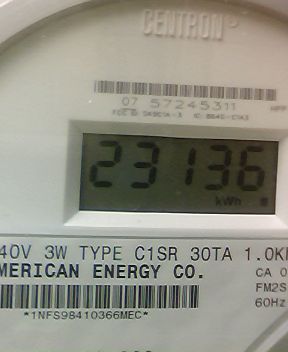 CENTRON®
07 57245311
23136
kWh
40V 3W TYPE C1SR 30TA 1.0K
MERICAN ENERGY CO.
CA 0
FM2S
60Hz
*1NFS98410366MEC*